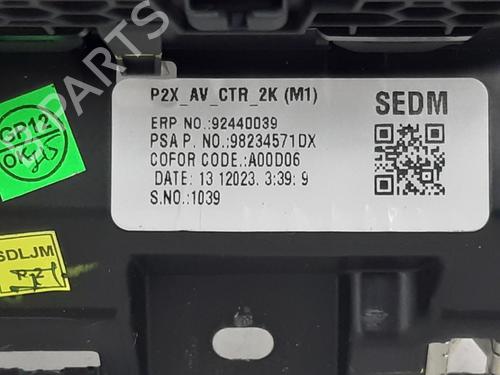 P2X_AV_CTR_2K (M1)
SEDM
ERP NO.:92440039
PSA P. NO.:98234571DX
COFOR CODE.:A00D06
DATE: 13 12023. 3:39: 9
S.NO.:1039
GP12
OK
SDLJM